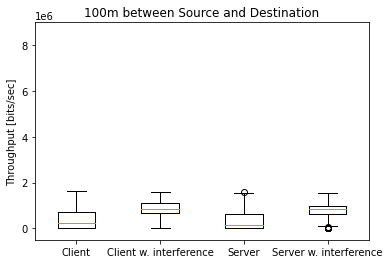 100m between Source and Destination
1e6
8
6
4
2
0
Throughput [bits/sec]
Client
Client w. interference
Server
Server w. interference